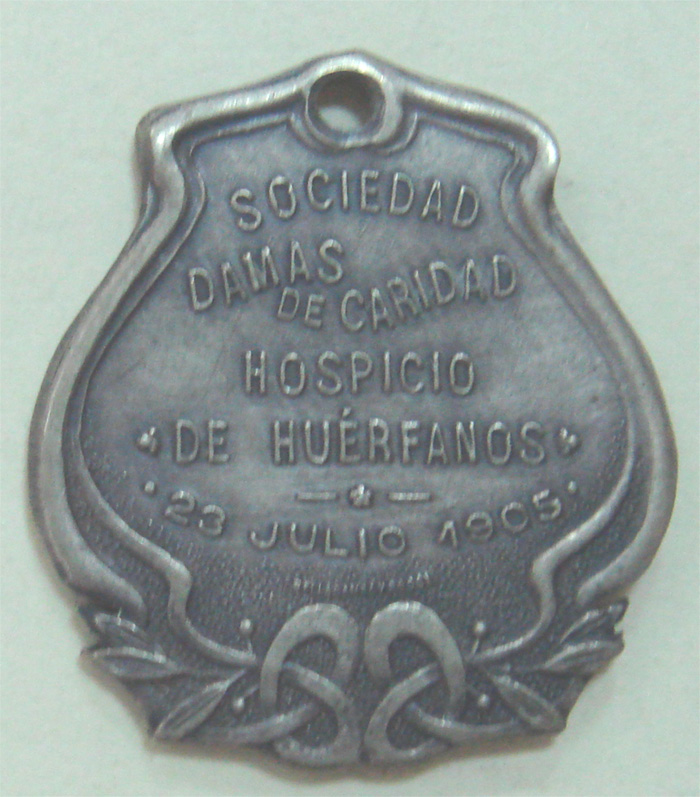 SOCIEDAD
DAMAS
DE CARIDAD
HOSPICIO
DE HUÉRFANOS
23 JULIO 1905